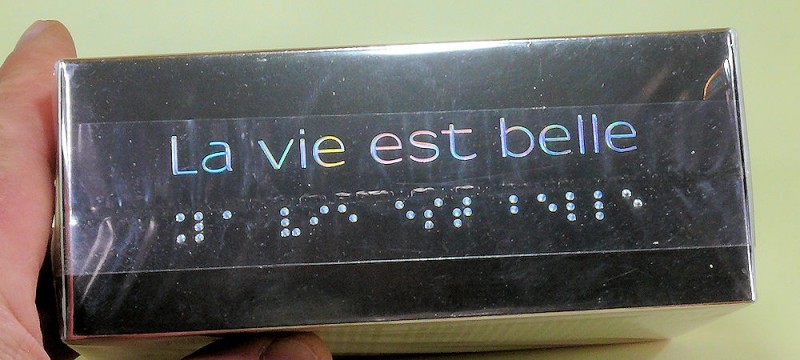 La vie est belle
⠨⠇⠁ ⠧⠊⠑ ⠑⠎⠞ ⠃⠑⠇⠇⠑